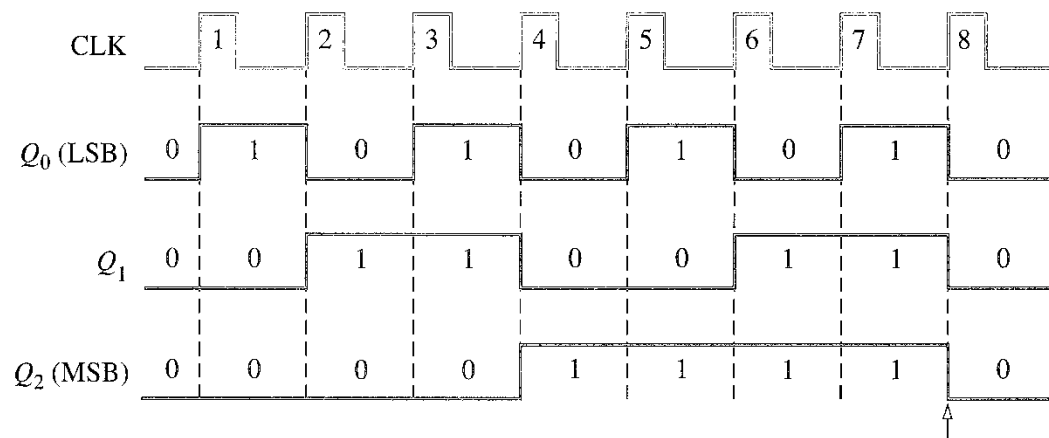 CLK 1 2 3 4 5 6 7 8
Q0 (LSB) 0 1 0 1 0 1 0 1 0
Q1 0 0 1 1 0 0 1 1 0
Q2 (MSB) 0 0 0 0 1 1 1 1 0